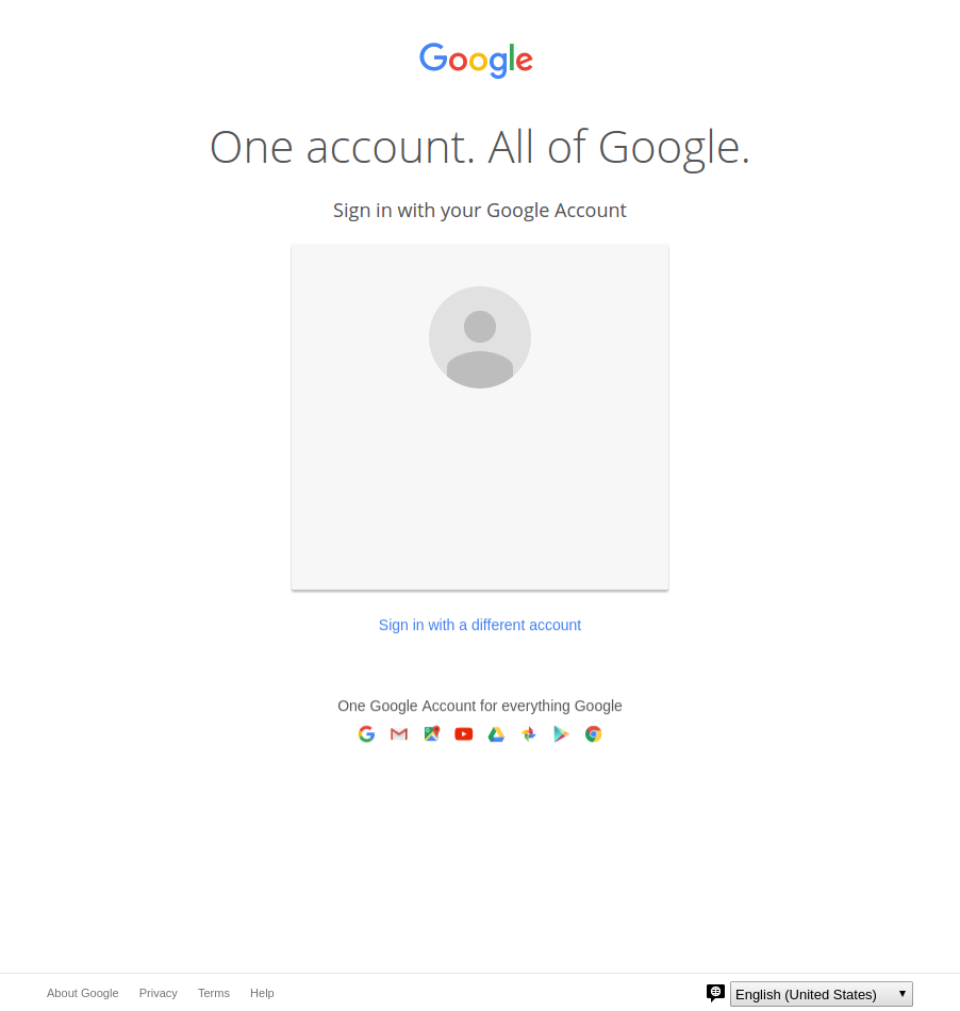 Google
One account. All of Google.
Sign in with your Google Account
Sign in with a different account
One Google Account for everything Google
About Google Privacy Terms Help English (United States)